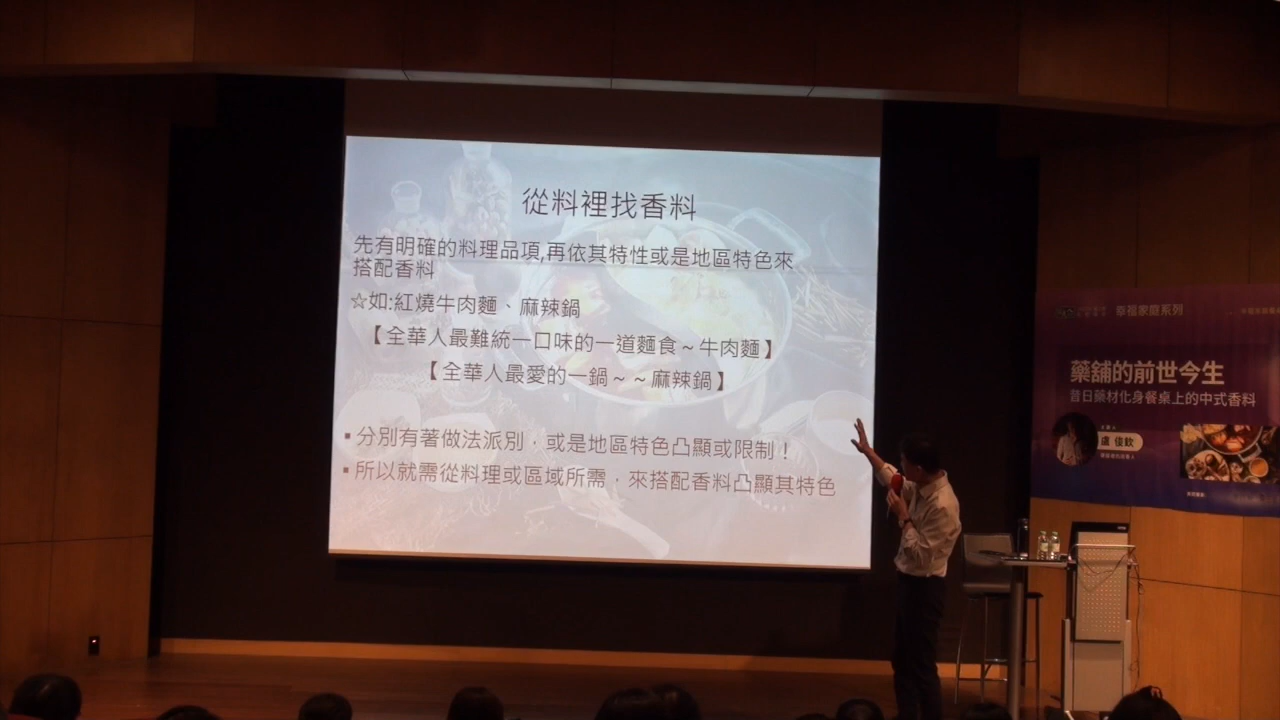 從料裡找香料
先有明確的料理品項,再依其特性或是地區特色來
搭配香料
☆如:紅燒牛肉麵、麻辣鍋
【全華人最難統一口味的一道麵食~牛肉麵】
【全華人最愛的一鍋~~麻辣鍋】
▪分別有著做法派別，或是地區特色凸顯或限制！
▪所以就需從料理或區域所需，來搭配香料凸顯其特色
幸福家庭系列
藥舖的前世今生
昔日藥材化身餐桌上的中式香料
盧俊欽